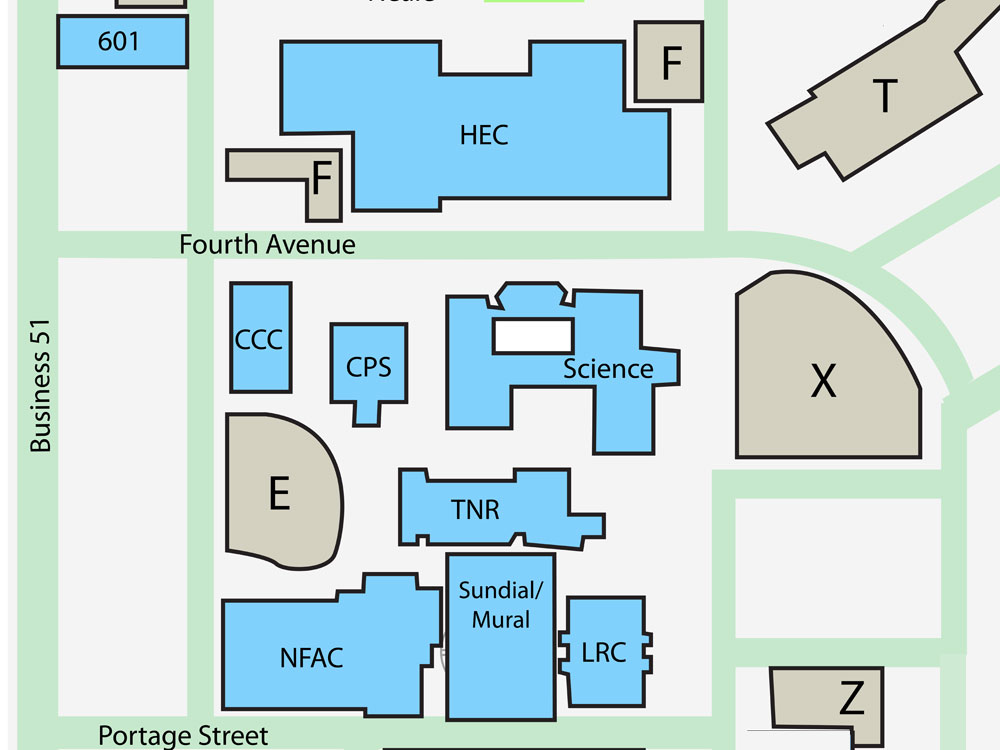 601
F
T
HEC
F
Fourth Avenue
CCC
CPS
Science
X
Business 51
E
TNR
Sundial/
Mural
NFAC
LRC
Z
Portage Street